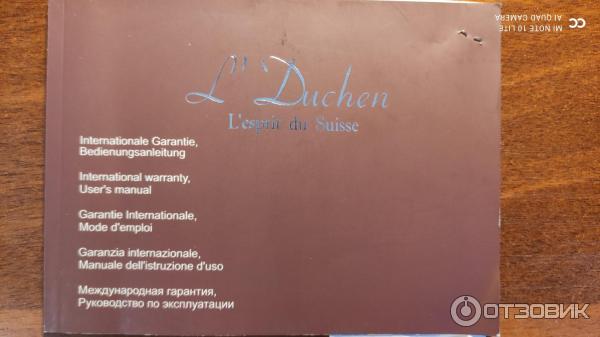 L'Duchen
L'esprit du Suisse
Internationale Garantie,
Bedienungsanleitung
International warranty,
User's manual
Garantie Internationale,
Mode d'emploi
Garanzia internazionale,
Manuale dell'istruzione d'uso
Международная гарантия,
Руководство по эксплуатации
MI NOTE 10 LITE
AI QUAD CAMERA
ОТЗОВИК